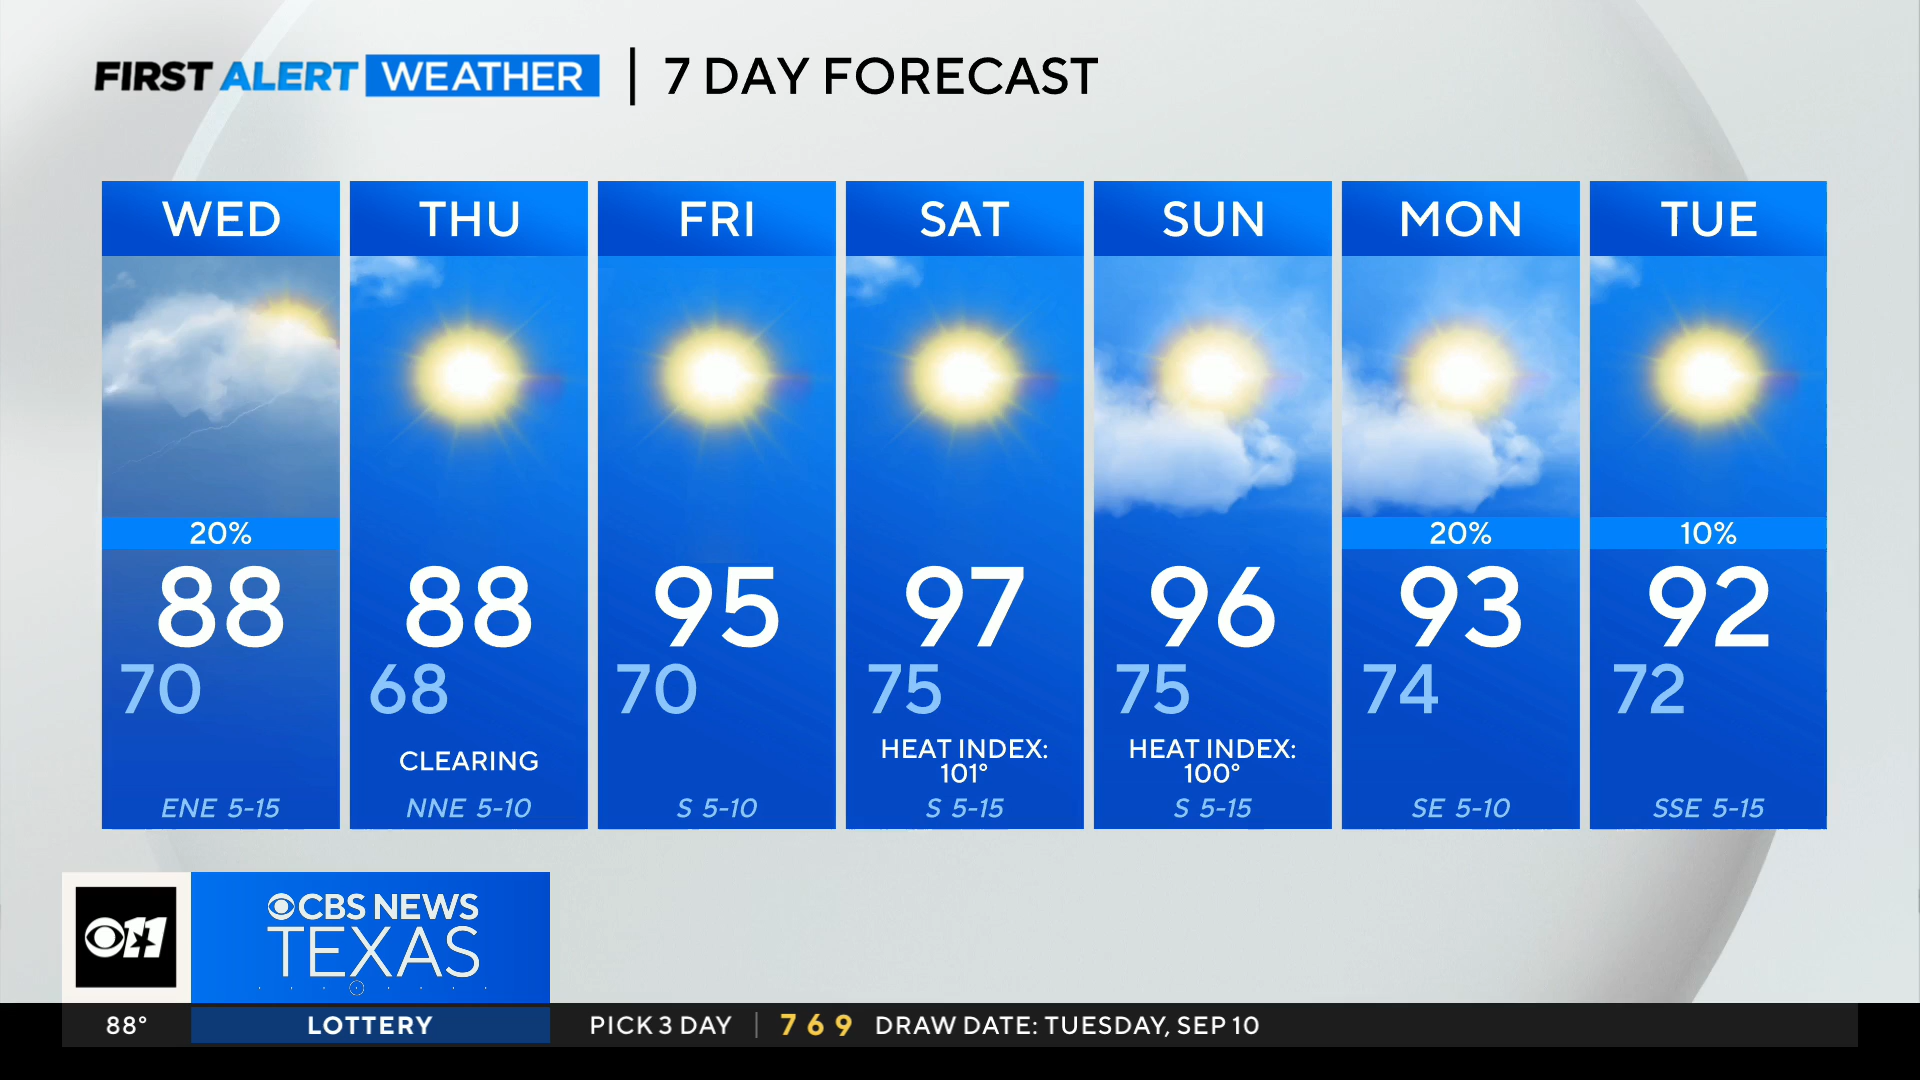 FIRST ALERT WEATHER | 7 DAY FORECAST
WED
20%
88
70
ENE 5-15
THU
88
68
CLEARING
NNE 5-10
FRI
95
70
S 5-10
SAT
97
75
HEAT INDEX:
101°
S 5-15
SUN
96
75
HEAT INDEX:
100°
S 5-15
MON
20%
93
74
SE 5-10
TUE
10%
92
72
SSE 5-15
11
CBS NEWS
TEXAS
88°
LOTTERY
PICK 3 DAY | 7 6 9 DRAW DATE: TUESDAY, SEP 10